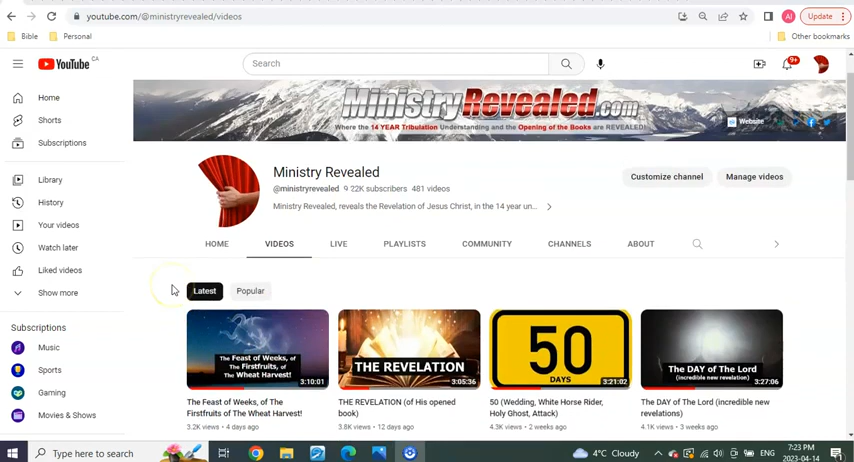 youtube.com/@ministryrevealed/videos
AI
Update
Bible
Personal
Other bookmarks
YouTube CA
Search
9+
MinistryRevealed.com
Where the 14 YEAR Tribulation Understanding and the Opening of the Books are REVEALED.
Website
Home
Shorts
Subscriptions
Library
History
Your videos
Watch later
Liked videos
Show more
Subscriptions
Music
Sports
Gaming
Movies & Shows
Ministry Revealed
@ministryrevealed 9.22K subscribers 481 videos
Ministry Revealed, reveals the Revelation of Jesus Christ, in the 14 year un...
Customize channel
Manage videos
HOME
VIDEOS
LIVE
PLAYLISTS
COMMUNITY
CHANNELS
ABOUT
Latest
Popular
The Feast of Weeks, of
The Firstfruits, of
The Wheat Harvest!
3:10:01
THE REVELATION
3:05:36
50
DAYS
3:21:02
The DAY of The Lord
(incredible new revelation)
3:27:06
The Feast of Weeks, of The
Firstfruits of The Wheat Harvest!
3.2K views • 4 days ago
THE REVELATION (of His opened
book)
3.8K views • 12 days ago
50 (Wedding, White Horse Rider,
Holy Ghost, Attack)
4.3K views • 2 weeks ago
The DAY of The Lord (incredible new
revelations)
4.1K views • 3 weeks ago
Type here to search
4°C Cloudy
ENG
7:23 PM
2023-04-14
1